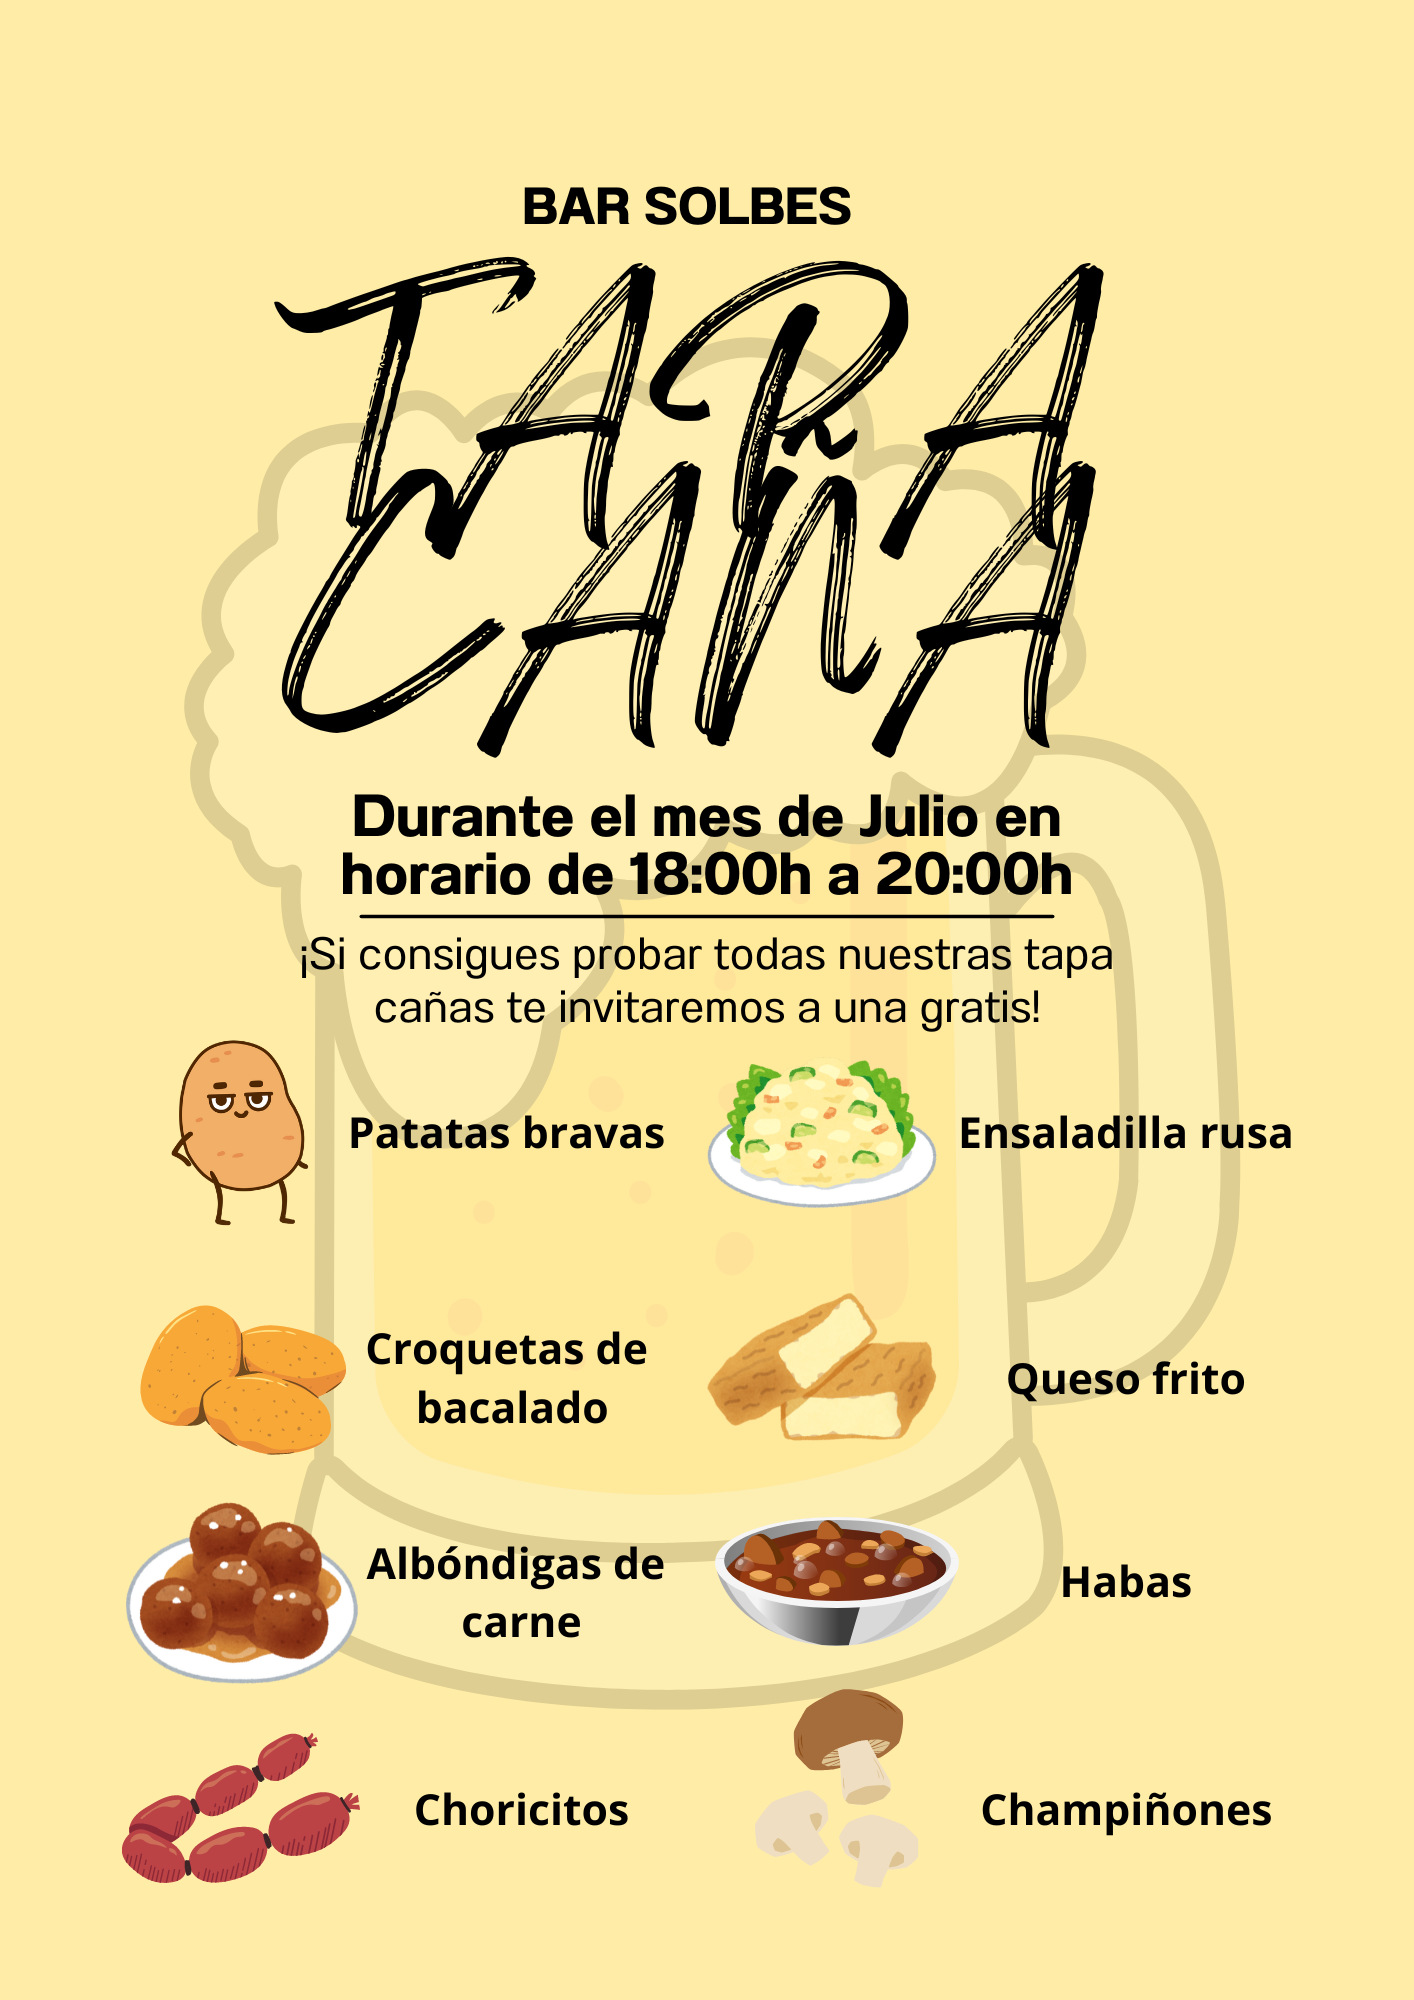 BAR SOLBES
TAPA
CAÑA
Durante el mes de Julio en
horario de 18:00h a 20:00h
¡Si consigues probar todas nuestras tapa
cañas te invitaremos a una gratis!
Patatas bravas
Ensaladilla rusa
Croquetas de
bacalado
Queso frito
Albóndigas de
carne
Habas
Choricitos
Champiñones